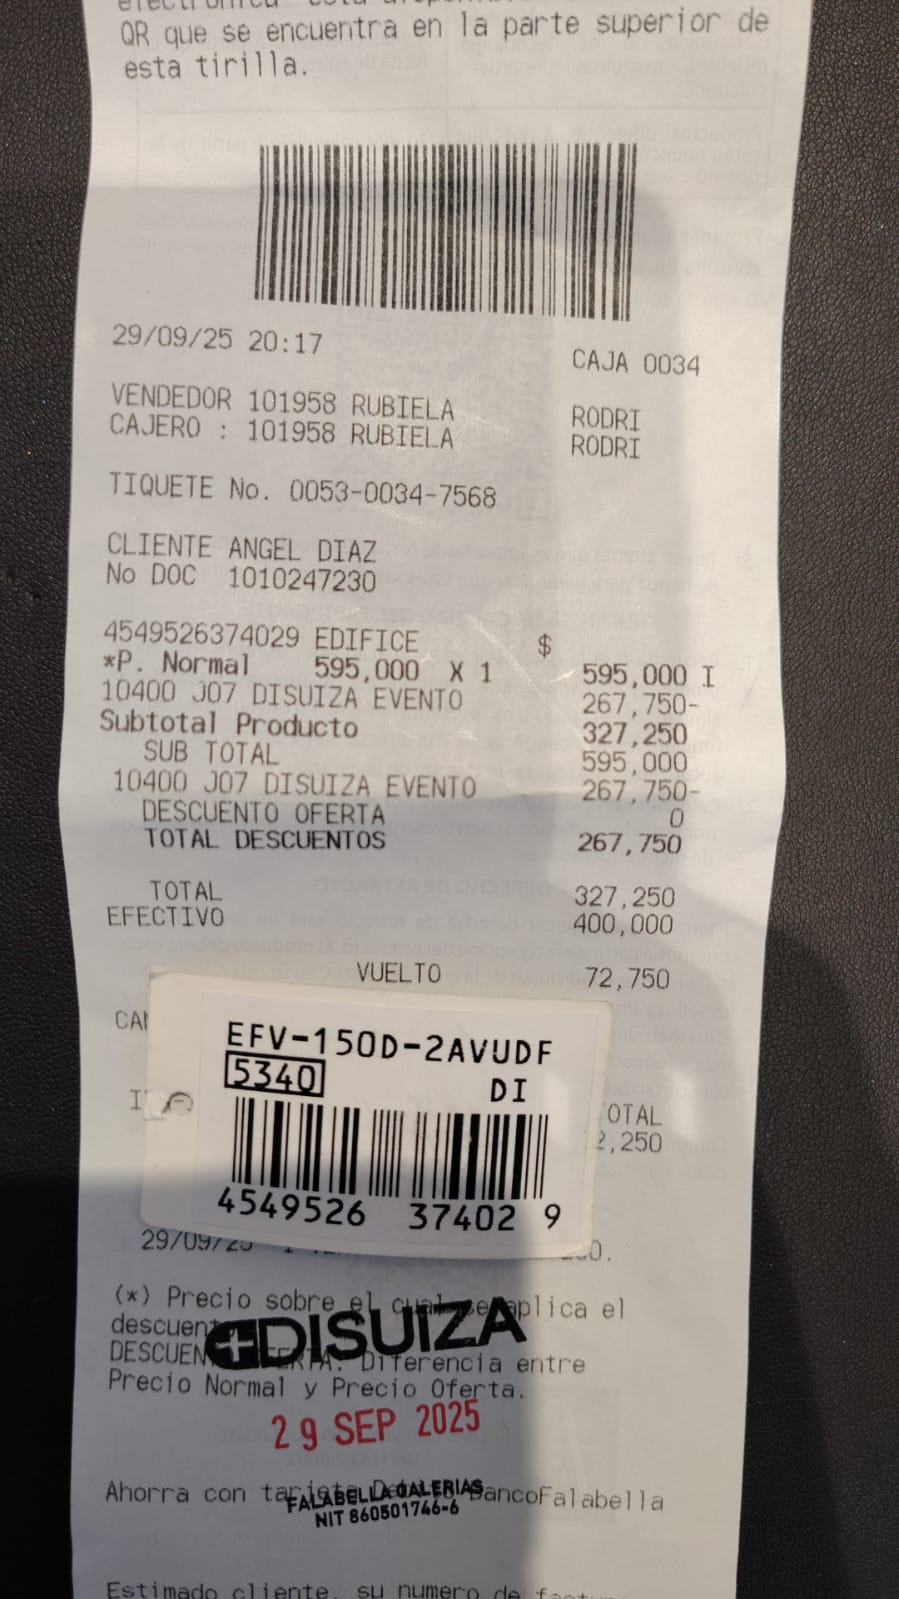 QR que se encuentra en la parte superior de
esta tirilla.
29/09/25 20:17
CAJA 0034
VENDEDOR 101958 RUBIELA RODRI
CAJERO : 101958 RUBIELA RODRI
TIQUETE No. 0053-0034-7568
CLIENTE ANGEL DIAZ
No DOC 1010247230
4549526374029 EDIFICE $
*P. Normal 595,000 X 1 595,000 I
10400 J07 DISUIZA EVENTO 267,750-
Subtotal Producto 327,250
SUB TOTAL 595,000
10400 J07 DISUIZA EVENTO 267,750-
DESCUENTO OFERTA 0
TOTAL DESCUENTOS 267,750
TOTAL 327,250
EFECTIVO 400,000
VUELTO 72,750
EFV-150D-2AVUDF
5340 DI
4549526 37402 9
(*) Precio sobre el aplica el
DISUIZA
Diferencia entre
Precio Normal y Precio Oferta.
29 SEP 2025
Ahorra con BancoFalabella
FALABELLA GALERIAS
NIT 860501746-6
Estimado cliente, su numero de